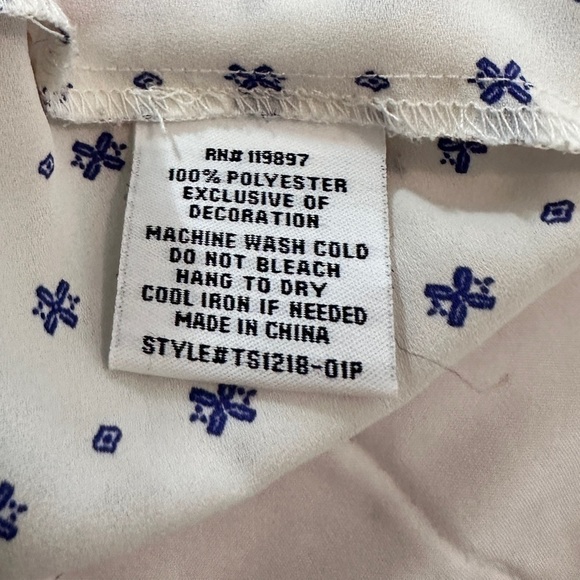 RN# 119897
100% POLYESTER
EXCLUSIVE OF
DECORATION
MACHINE WASH COLD
DO NOT BLEACH
HANG TO DRY
COOL IRON IF NEEDED
MADE IN CHINA
STYLE#TS1218-01P